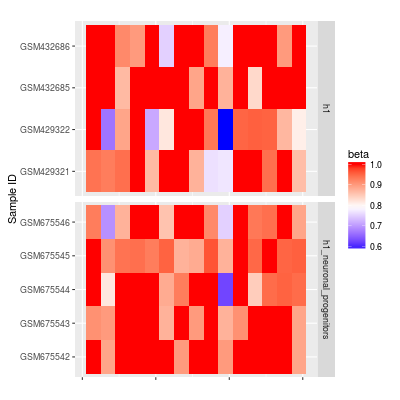 GSM432686
GSM432685
GSM429322
GSM429321
h1
GSM675546
GSM675545
GSM675544
GSM675543
GSM675542
h1_neuronal_progenitors
Sample ID
beta
1.0
0.9
0.8
0.7
0.6